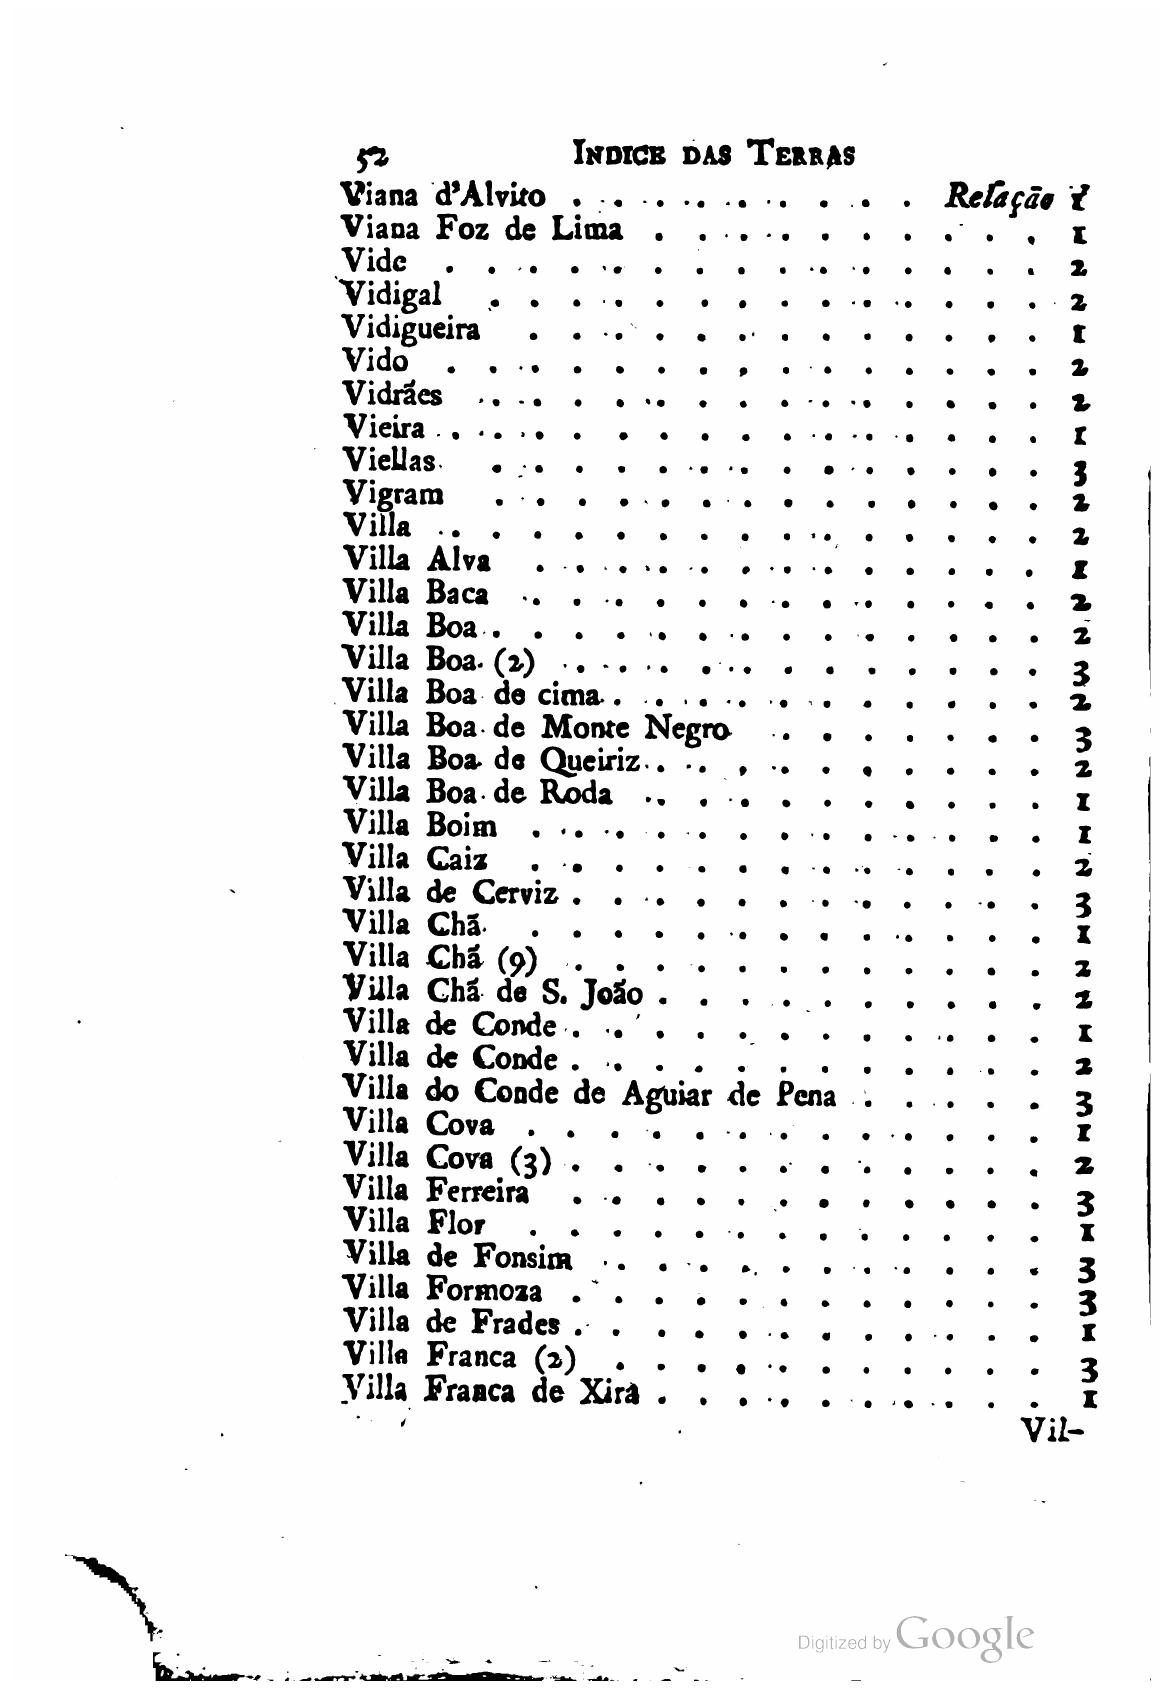 52 INDICE DAS TERRAS
Viana d'Alvito . . . . . . . . . . . Relação 1
Viana Foz de Lima . . . . . . . . . . . 1
Vide . . . . . . . . . . . . . . . 2
Vidigal . . . . . . . . . . . . . . 2
Vidigueira . . . . . . . . . . . . . 1
Vido . . . . . . . . . . . . . . . 2
Vidrães . . . . . . . . . . . . . . 2
Vieira . . . . . . . . . . . . . . . 1
Viellas . . . . . . . . . . . . . . 3
Vigram . . . . . . . . . . . . . . 2
Villa . . . . . . . . . . . . . . . 2
Villa Alva . . . . . . . . . . . . . 1
Villa Baca . . . . . . . . . . . . . 2
Villa Boa . . . . . . . . . . . . . . 2
Villa Boa (2) . . . . . . . . . . . . 3
Villa Boa de cima . . . . . . . . . . . 2
Villa Boa de Monte Negro . . . . . . . 3
Villa Boa de Queiriz . . . . . . . . . . 2
Villa Boa de Roda . . . . . . . . . . 1
Villa Boim . . . . . . . . . . . . . 1
Villa Caiz . . . . . . . . . . . . . 2
Villa de Cerviz . . . . . . . . . . . . 3
Villa Chã . . . . . . . . . . . . . 1
Villa Chã (9) . . . . . . . . . . . . 2
Villa Chã de S. João . . . . . . . . . . 2
Villa de Conde . . . . . . . . . . . . 1
Villa de Conde . . . . . . . . . . . . 2
Villa do Conde de Aguiar de Pena . . . . . 3
Villa Cova . . . . . . . . . . . . . 1
Villa Cova (3) . . . . . . . . . . . . 2
Villa Ferreira . . . . . . . . . . . . 3
Villa Flor . . . . . . . . . . . . . 1
Villa de Fonsim . . . . . . . . . . . 3
Villa Formoza . . . . . . . . . . . . 3
Villa de Frades . . . . . . . . . . . . 1
Villa Franca (2) . . . . . . . . . . . 3
Villa Franca de Xira . . . . . . . . . . 1
Vil-
Digitized by Google